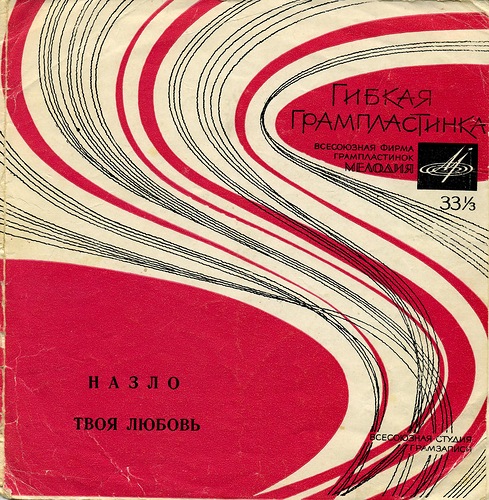 Гибкая
Грампластинка
ВСЕСОЮЗНАЯ ФИРМА
ГРАМПЛАСТИНОК
МЕЛОДИЯ
33⅓
НАЗЛО
ТВОЯ ЛЮБОВЬ
ВСЕСОЮЗНАЯ СТУДИЯ
ГРАМЗАПИСИ